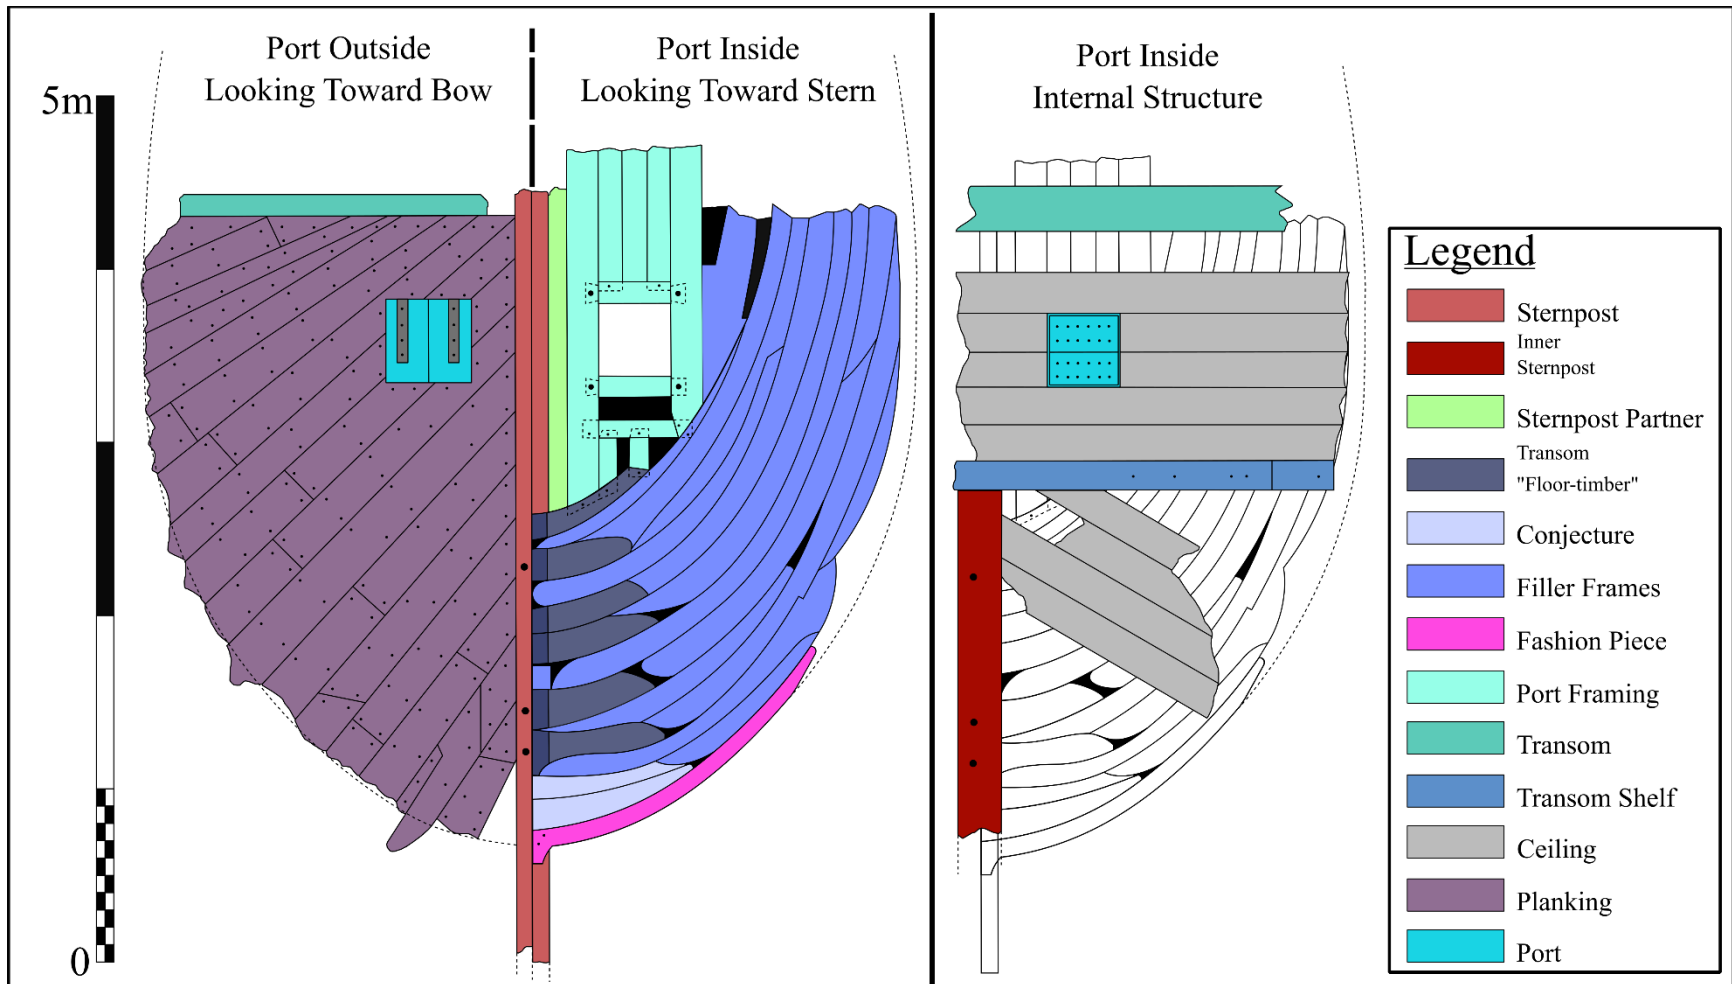 Port Outside
Looking Toward Bow
Port Inside
Looking Toward Stern
Port Inside
Internal Structure
5m
0
Legend
Sternpost
Inner
Sternpost
Sternpost Partner
Transom
"Floor-timber"
Conjecture
Filler Frames
Fashion Piece
Port Framing
Transom
Transom Shelf
Ceiling
Planking
Port